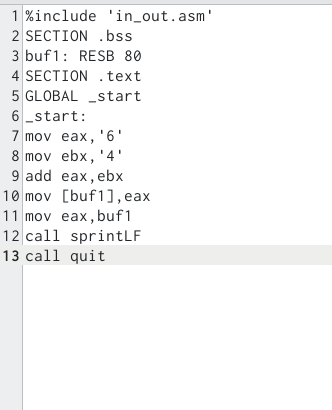 1 %include 'in_out.asm'
2 SECTION .bss
3 buf1: RESB 80
4 SECTION .text
5 GLOBAL _start
6 _start:
7 mov eax,'6'
8 mov ebx,'4'
9 add eax,ebx
10 mov [buf1],eax
11 mov eax,buf1
12 call sprintLF
13 call quit